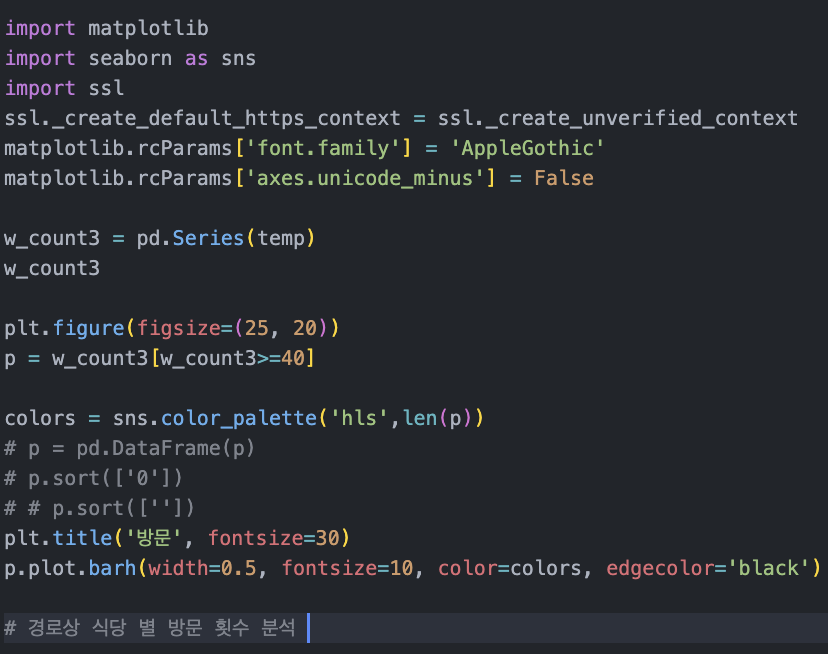 import matplotlib
import seaborn as sns
import ssl
ssl._create_default_https_context = ssl._create_unverified_context
matplotlib.rcParams['font.family'] = 'AppleGothic'
matplotlib.rcParams['axes.unicode_minus'] = False
w_count3 = pd.Series(temp)
w_count3
plt.figure(figsize=(25, 20))
p = w_count3[w_count3>=40]
colors = sns.color_palette('hls',len(p))
# p = pd.DataFrame(p)
# p.sort(['0'])
# # p.sort([''])
plt.title('방문', fontsize=30)
p.plot.barh(width=0.5, fontsize=10, color=colors, edgecolor='black')
# 경로상 식당 별 방문 횟수 분석